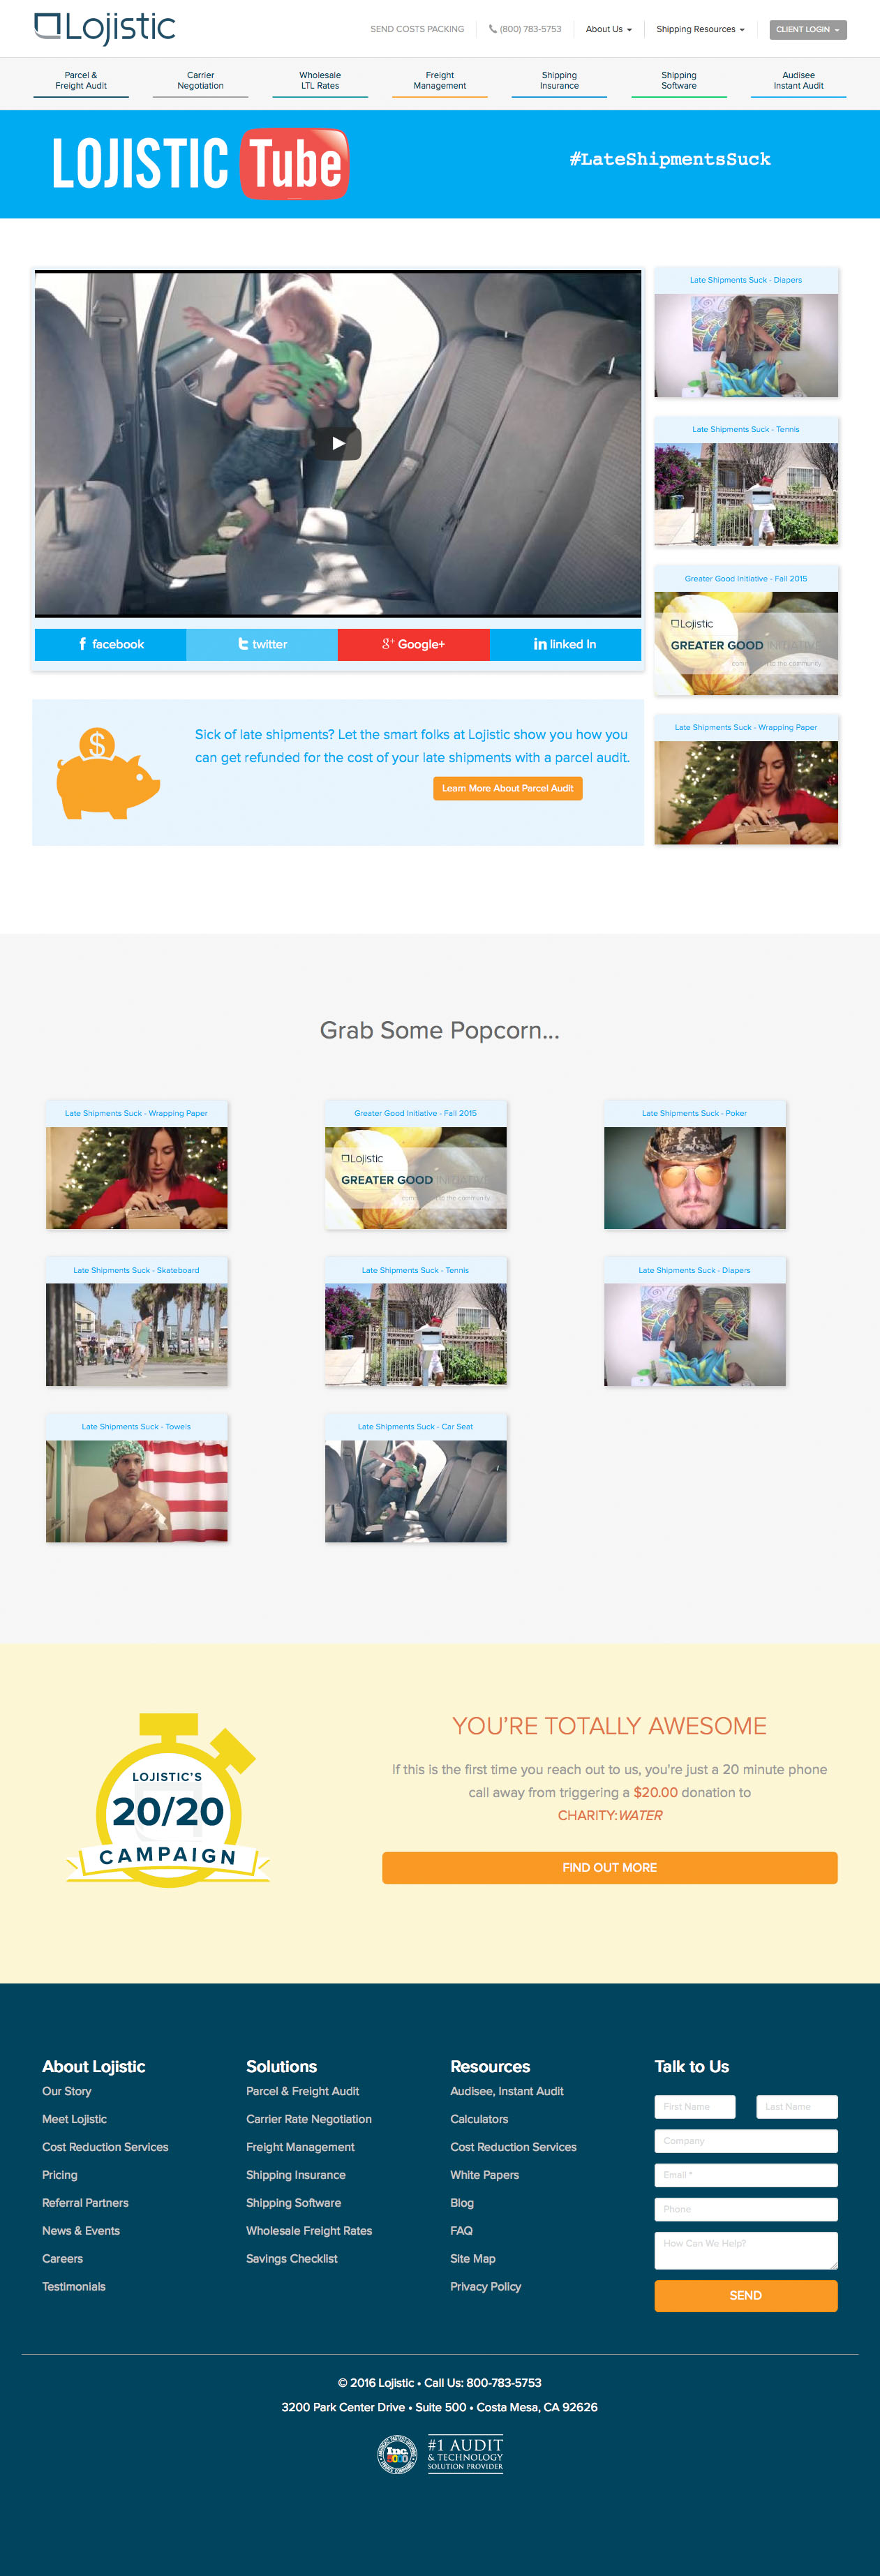 Lojistic
SEND COSTS PACKING
(800) 783-5753
About Us
Shipping Resources
CLIENT LOGIN
Parcel &
Freight Audit
Carrier
Negotiation
Wholesale
LTL Rates
Freight
Management
Shipping
Insurance
Shipping
Software
Audisee
Instant Audit
LOJISTIC Tube
#LateShipmentsSuck
Late Shipments Suck - Diapers
Late Shipments Suck - Tennis
Greater Good Initiative - Fall 2015
Lojistic
GREATER GOOD INITIATIVE
to the community
Late Shipments Suck - Wrapping Paper
facebook
twitter
Google+
linked In
Sick of late shipments? Let the smart folks at Lojistic show you how you
can get refunded for the cost of your late shipments with a parcel audit.
Learn More About Parcel Audit
Grab Some Popcorn...
Late Shipments Suck - Wrapping Paper
Greater Good Initiative - Fall 2015
Lojistic
GREATER GOOD INITIATIVE
to the community
Late Shipments Suck - Poker
Late Shipments Suck - Skateboard
Late Shipments Suck - Tennis
Late Shipments Suck - Diapers
Late Shipments Suck - Towels
Late Shipments Suck - Car Seat
LOJISTIC'S
20/20
CAMPAIGN
YOU'RE TOTALLY AWESOME
If this is the first time you reach out to us, you're just a 20 minute phone
call away from triggering a $20.00 donation to
CHARITY:WATER
FIND OUT MORE
About Lojistic
Our Story
Meet Lojistic
Cost Reduction Services
Pricing
Referral Partners
News & Events
Careers
Testimonials
Solutions
Parcel & Freight Audit
Carrier Rate Negotiation
Freight Management
Shipping Insurance
Shipping Software
Wholesale Freight Rates
Savings Checklist
Resources
Audisee, Instant Audit
Calculators
Cost Reduction Services
White Papers
Blog
FAQ
Site Map
Privacy Policy
Talk to Us
First Name
Last Name
Company
Email *
Phone
How Can We Help?
SEND
© 2016 Lojistic • Call Us: 800-783-5753
3200 Park Center Drive • Suite 500 • Costa Mesa, CA 92626
Inc.
5000
#1 AUDIT
& TECHNOLOGY
SOLUTION PROVIDER